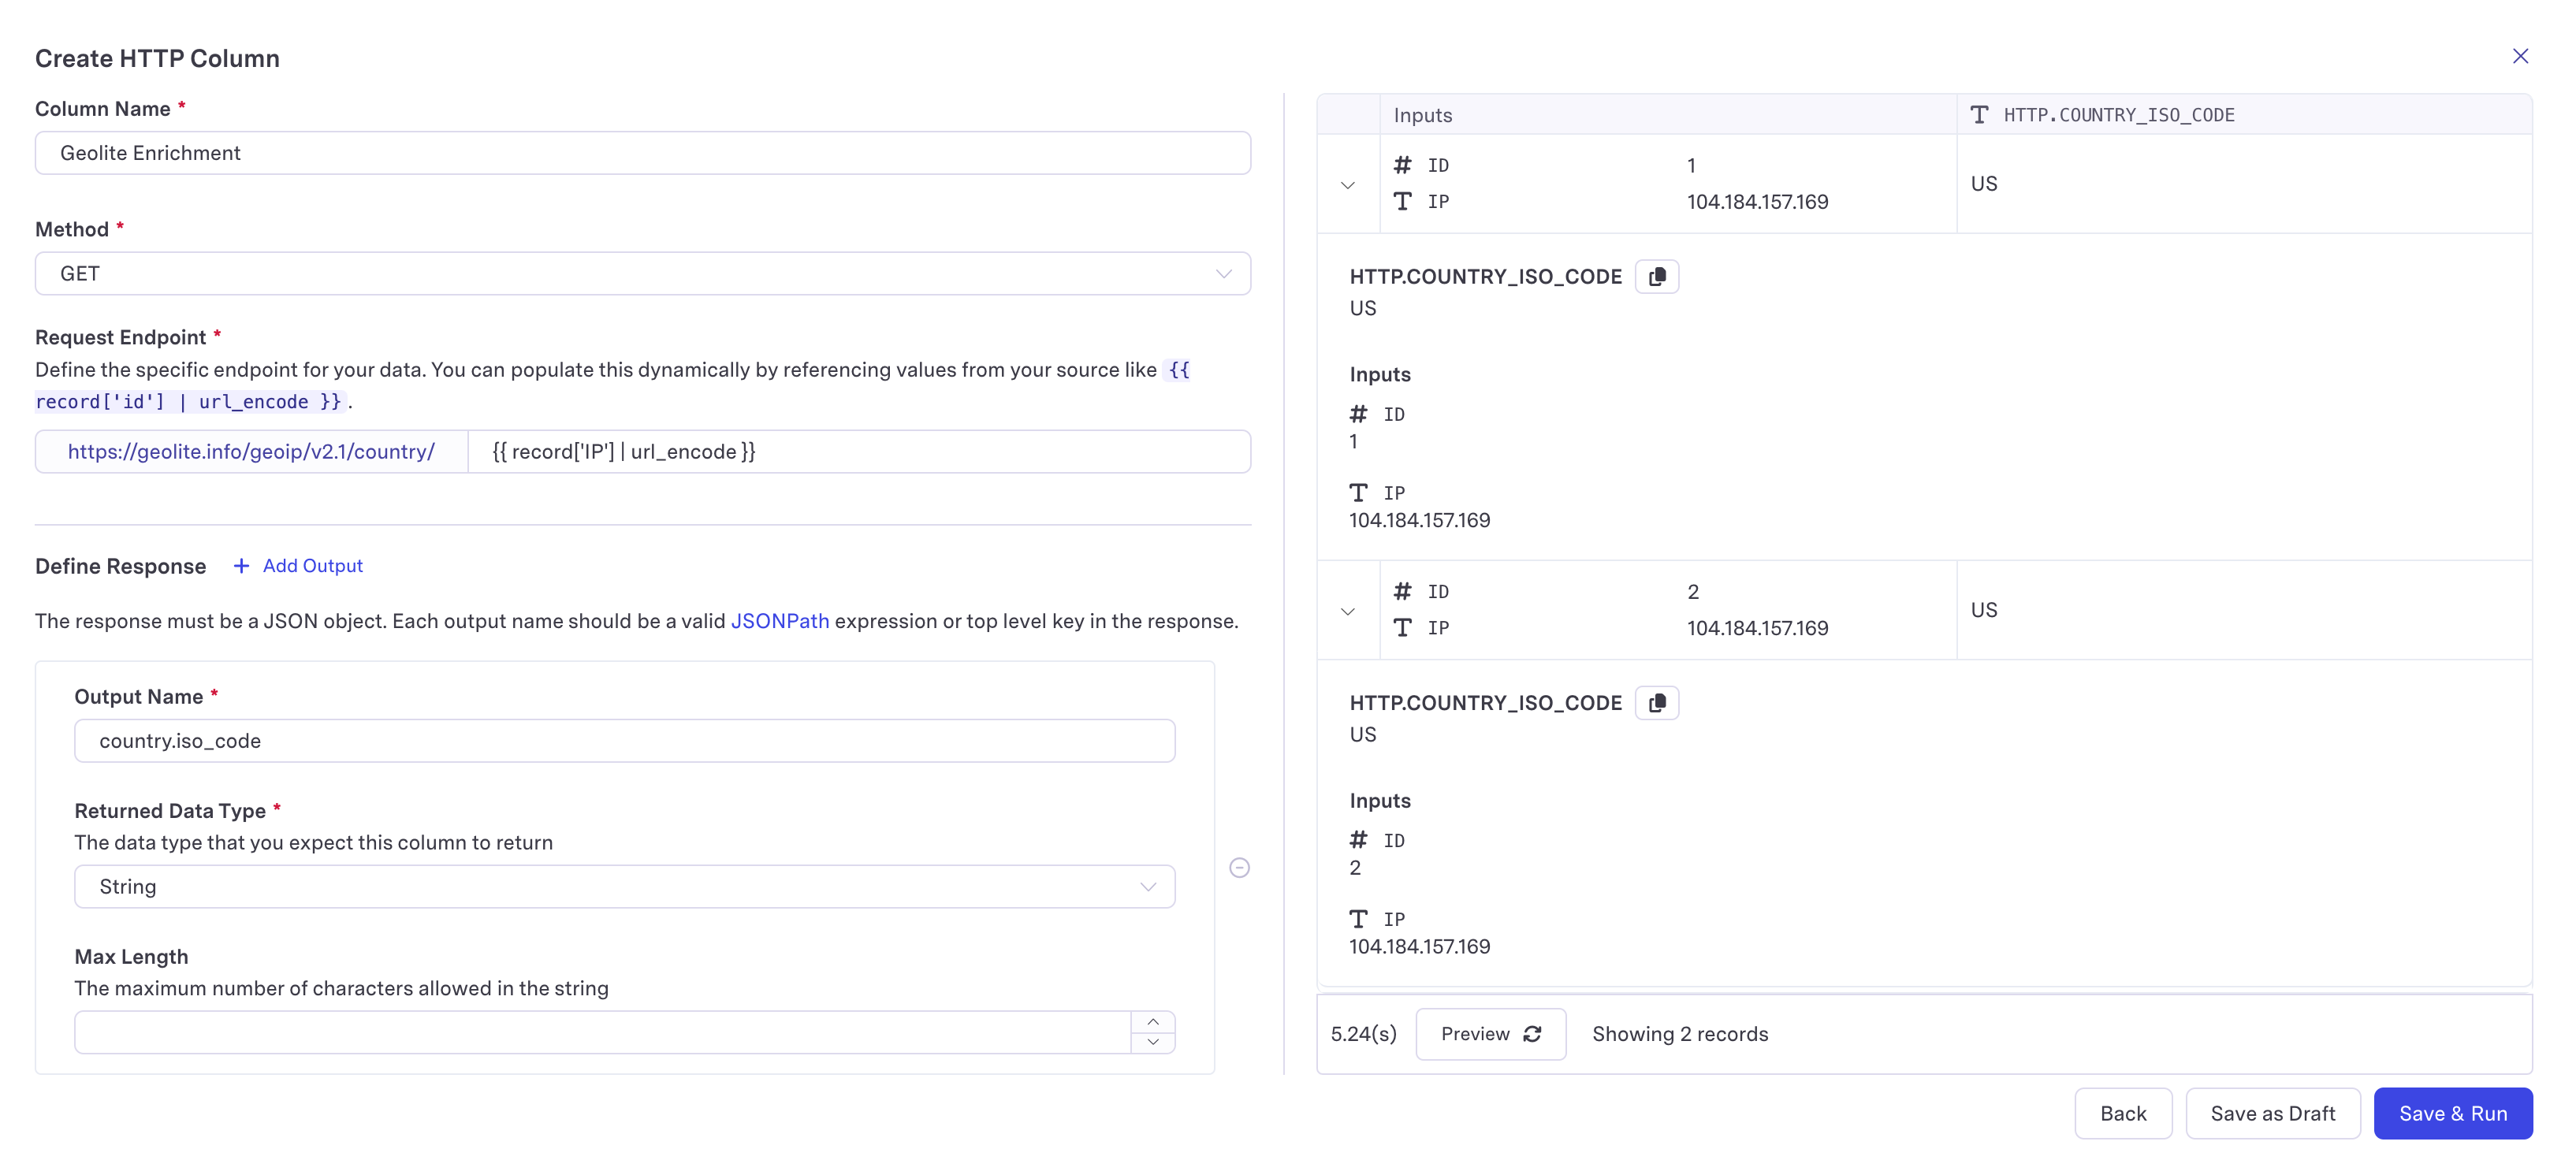 Create HTTP Column
Column Name *
Geolite Enrichment
Method *
GET
Request Endpoint *
Define the specific endpoint for your data. You can populate this dynamically by referencing values from your source like {{
record['id'] | url_encode }}.
https://geolite.info/geoip/v2.1/country/ {{ record['IP'] | url_encode }}
Define Response + Add Output
The response must be a JSON object. Each output name should be a valid JSONPath expression or top level key in the response.
Output Name *
country.iso_code
Returned Data Type *
The data type that you expect this column to return
String
Max Length
The maximum number of characters allowed in the string
Inputs HTTP.COUNTRY_ISO_CODE
# ID 1
US
T IP 104.184.157.169
HTTP.COUNTRY_ISO_CODE
US
Inputs
# ID
1
T IP
104.184.157.169
# ID 2
US
T IP 104.184.157.169
HTTP.COUNTRY_ISO_CODE
US
Inputs
# ID
2
T IP
104.184.157.169
5.24(s) Preview Showing 2 records
Back Save as Draft Save & Run